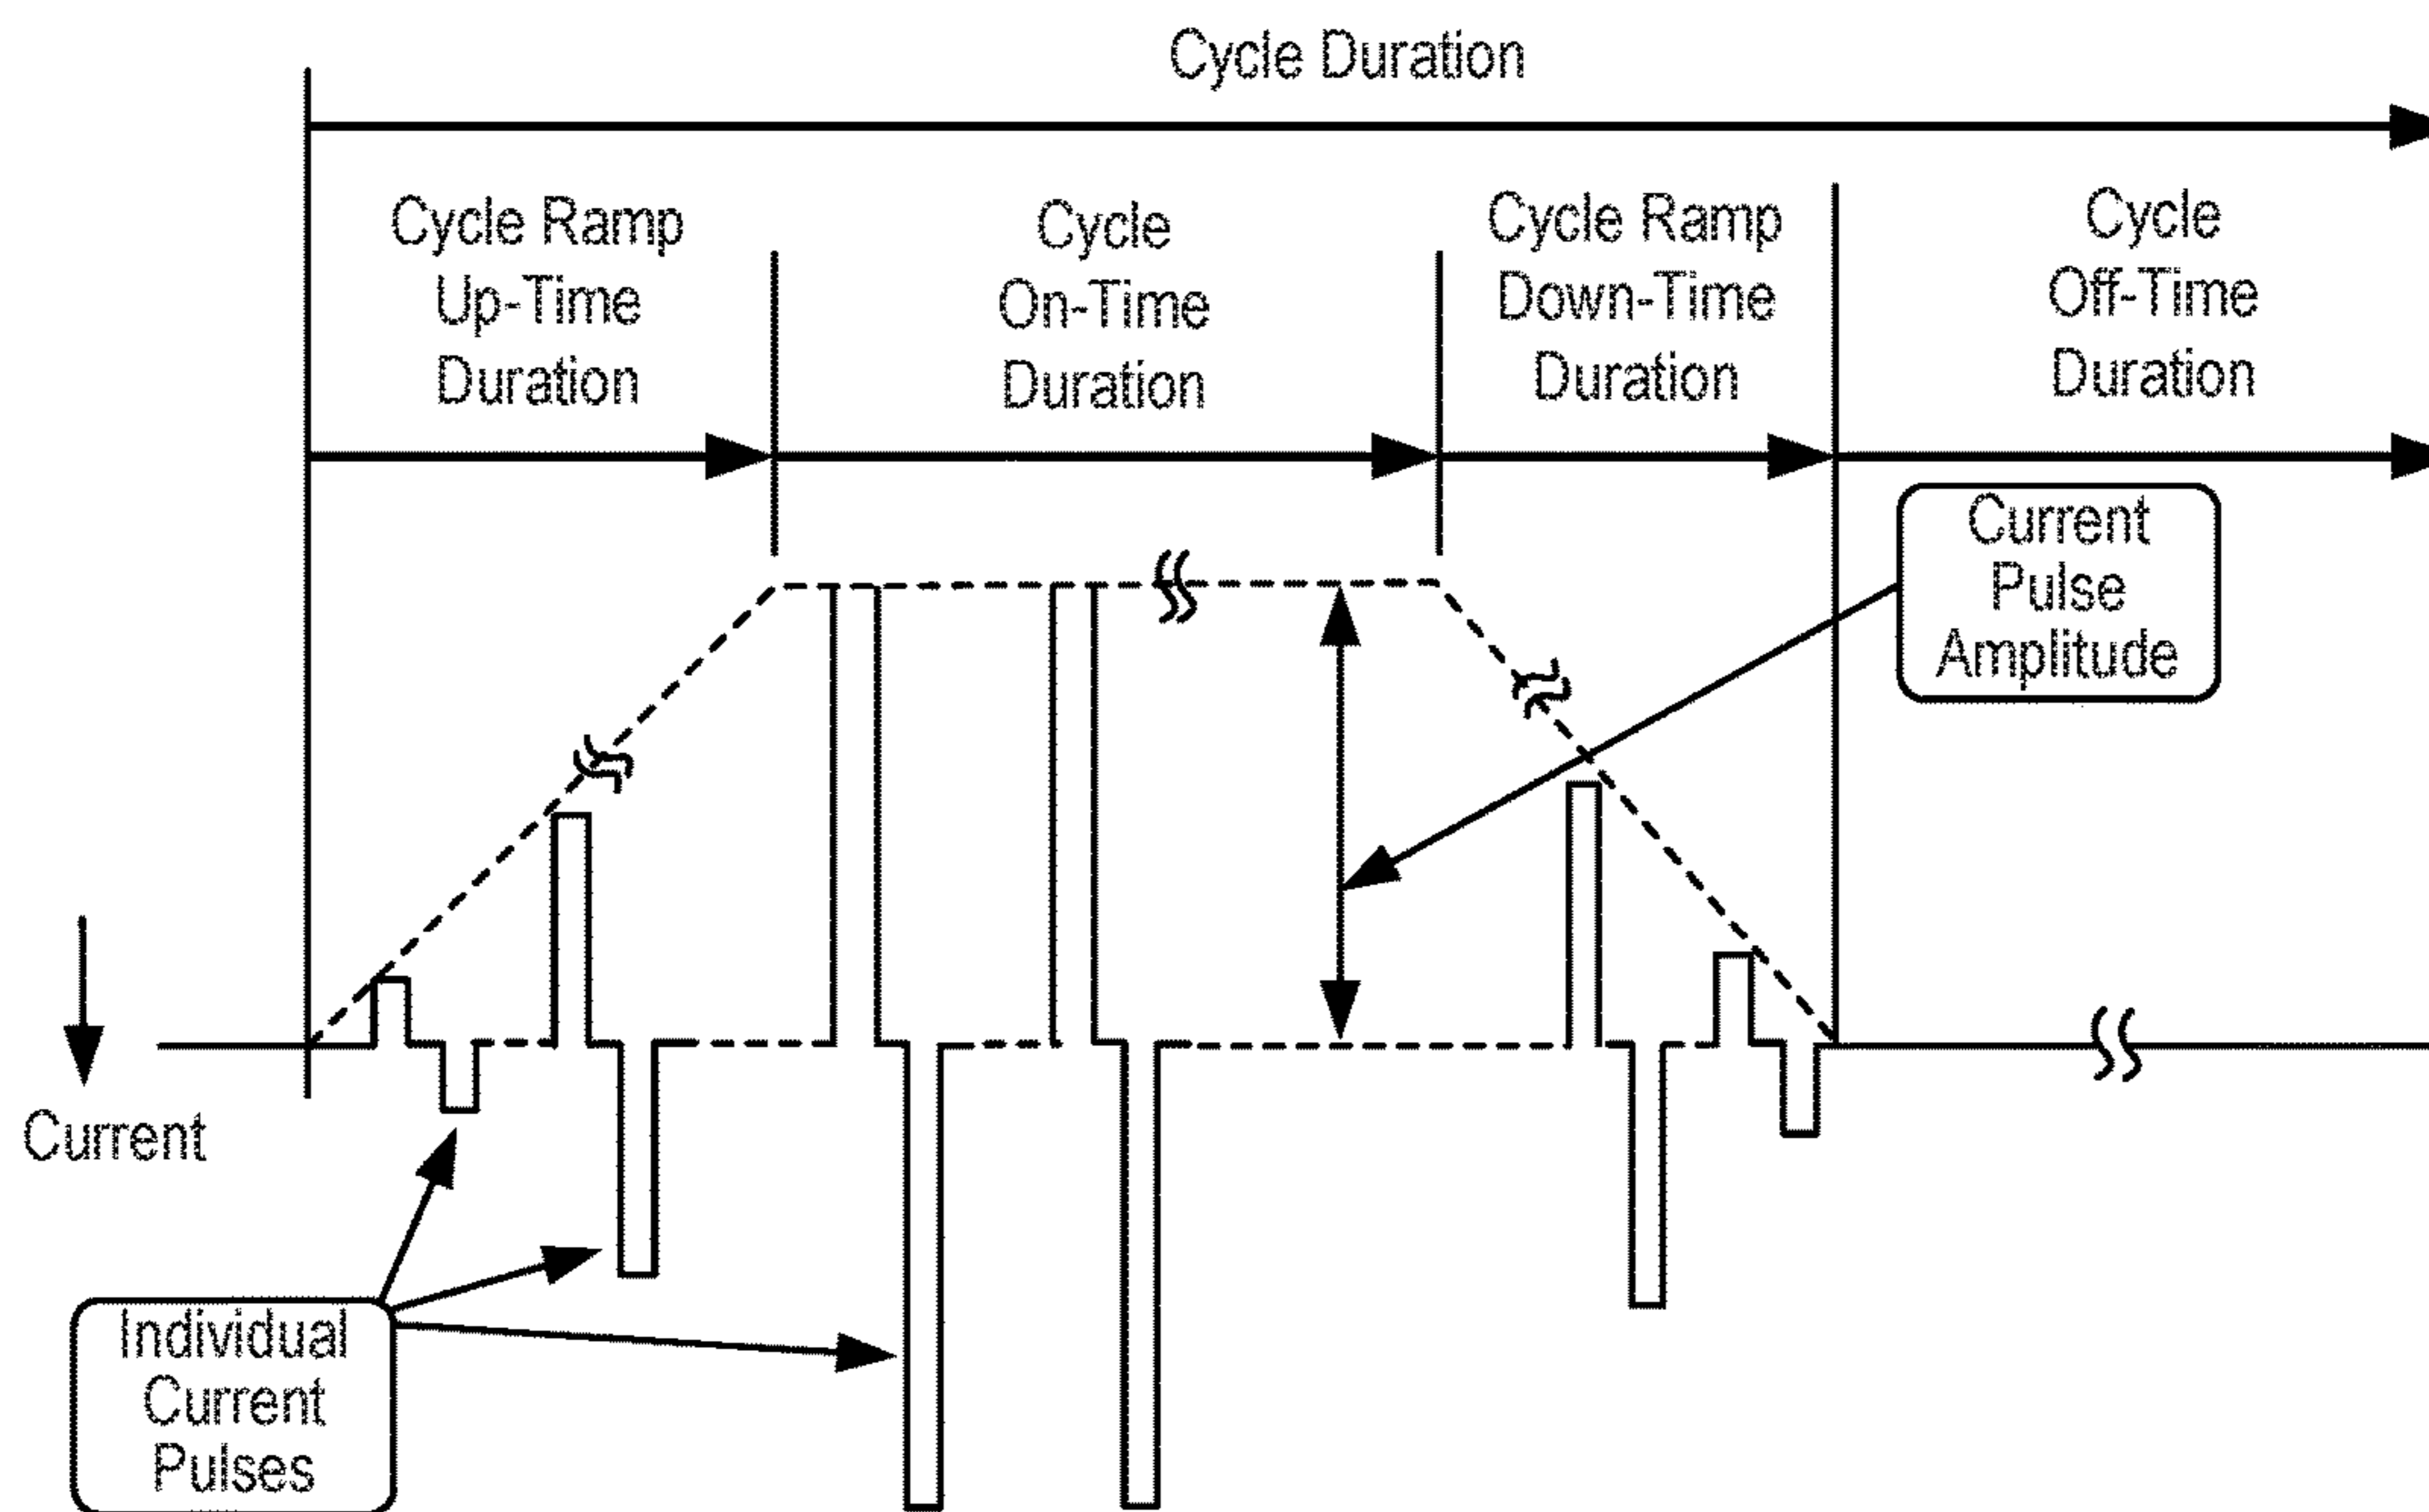 Cycle Duration
Cycle Ramp
Up-Time
Duration
Cycle
On-Time
Duration
Cycle Ramp
Down-Time
Duration
Cycle
Off-Time
Duration
Current
Pulse
Amplitude
Current
Individual
Current
Pulses